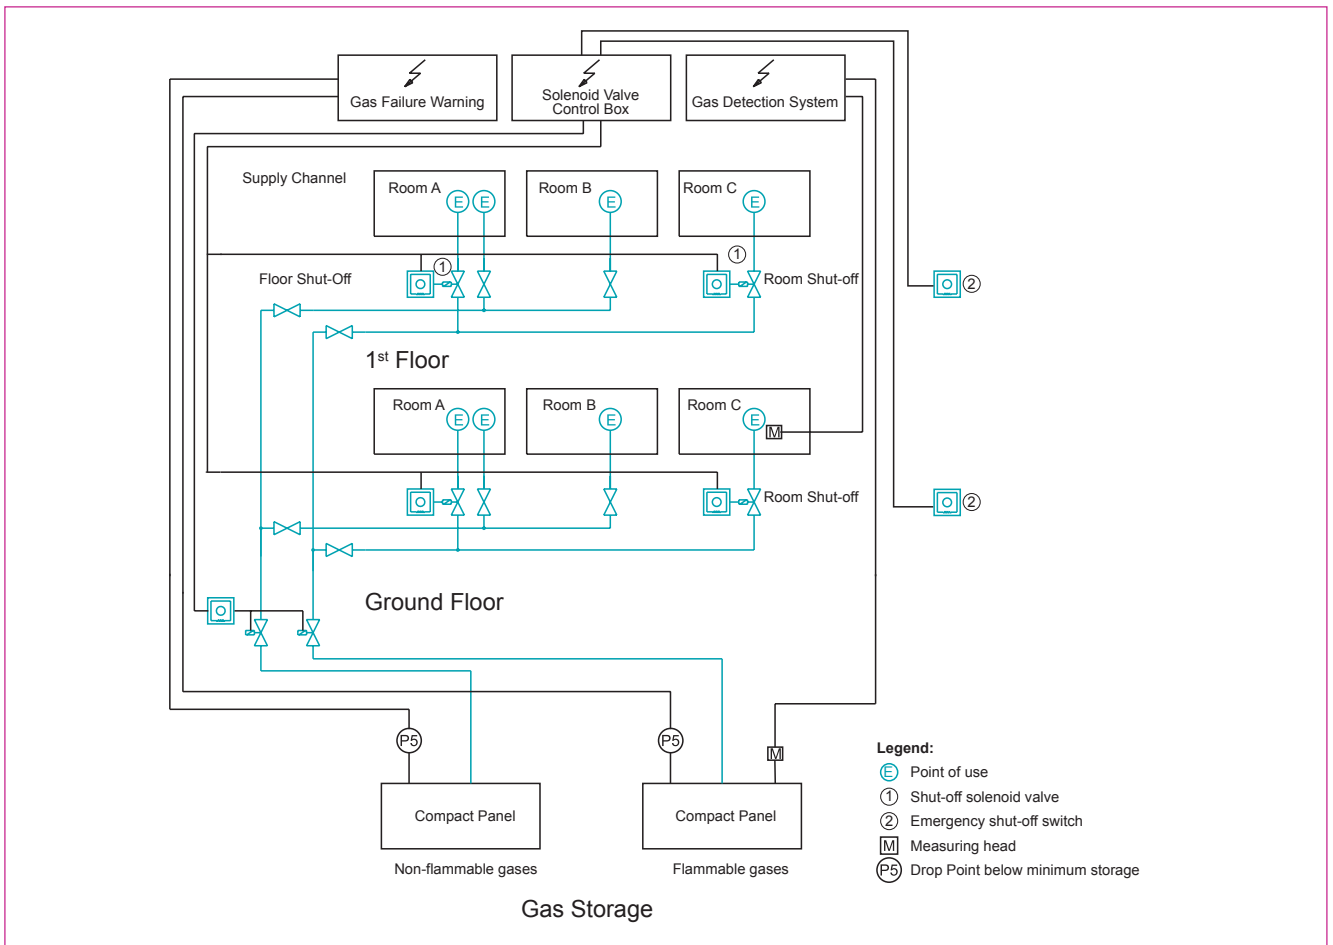 Gas Failure Warning
Solenoid Valve
Control Box
Gas Detection System
Supply Channel
Room A
E
E
Room B
E
Room C
E
1
1
Floor Shut-Off
Room Shut-off
2
1st Floor
Room A
E
E
Room B
E
Room C
E
M
Room Shut-off
2
Ground Floor
P5
P5
M
Compact Panel
Compact Panel
Non-flammable gases
Flammable gases
Gas Storage
Legend:
E Point of use
1 Shut-off solenoid valve
2 Emergency shut-off switch
M Measuring head
P5 Drop Point below minimum storage